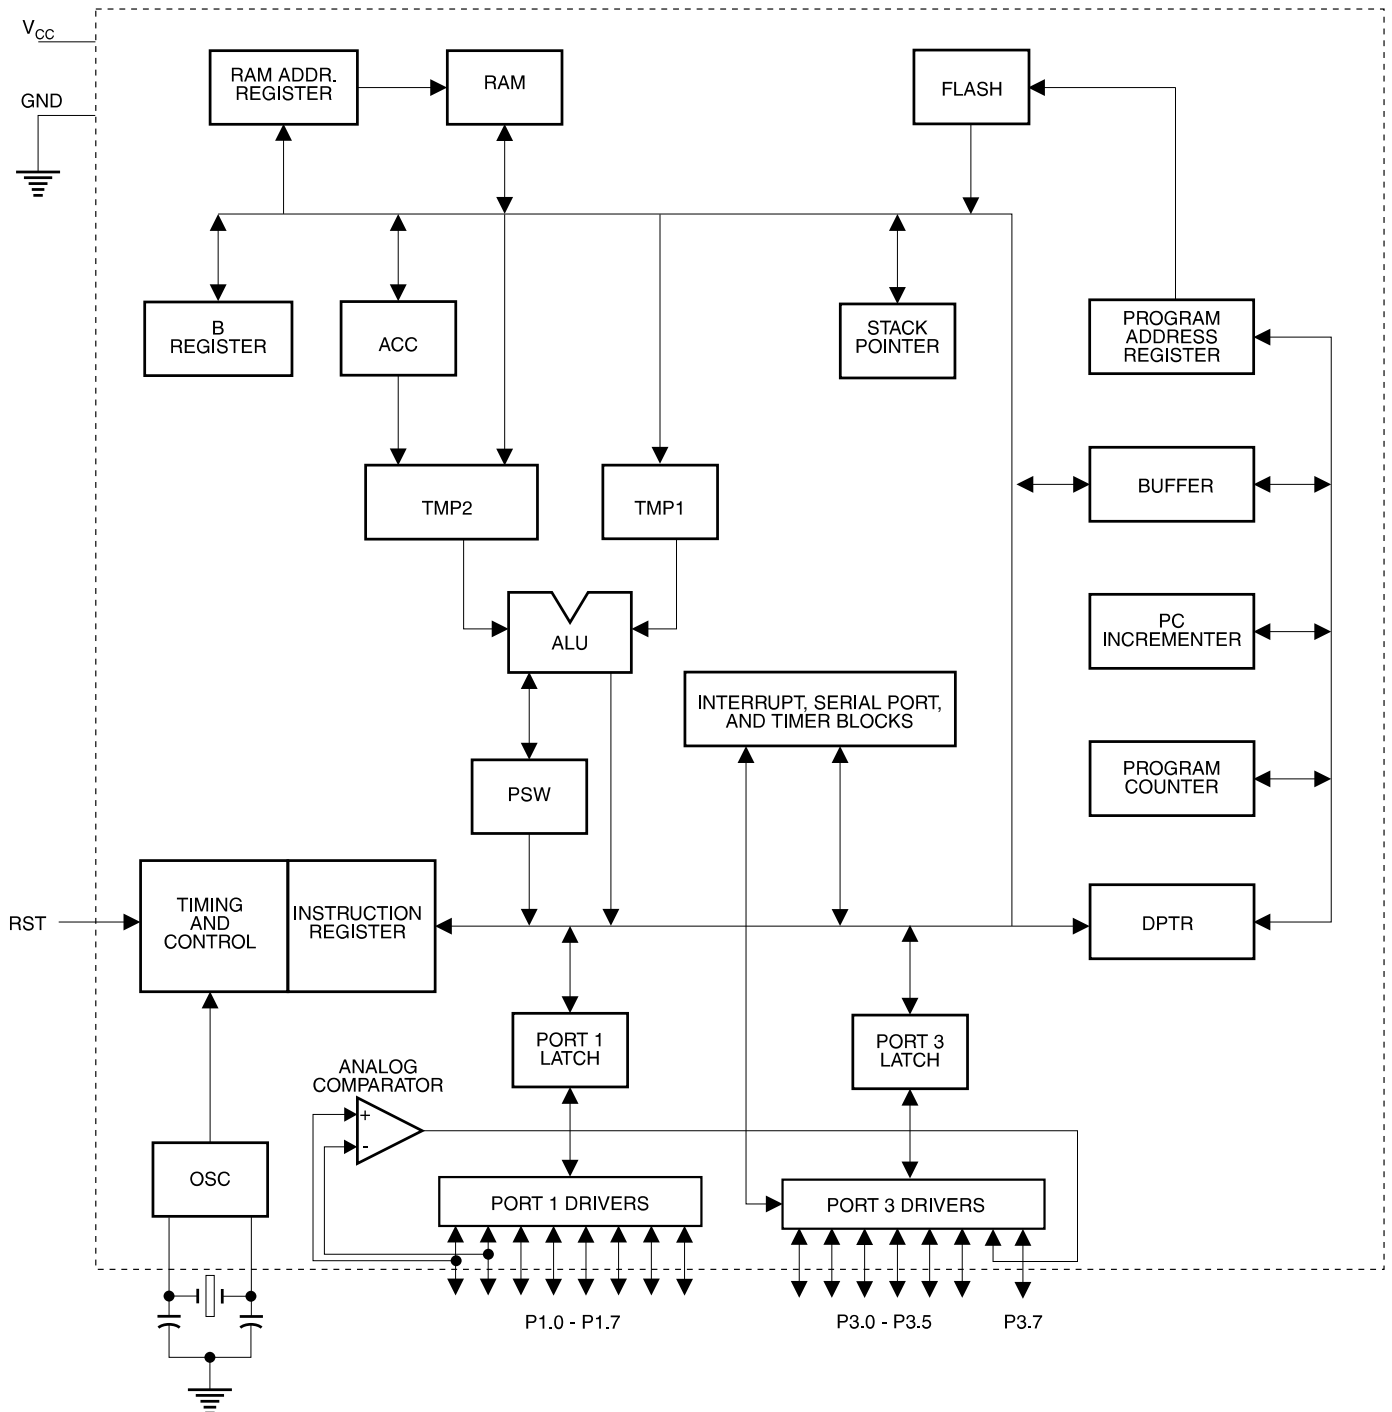 VCC
GND
RAM ADDR.
REGISTER
RAM
FLASH
B
REGISTER
ACC
STACK
POINTER
PROGRAM
ADDRESS
REGISTER
TMP2
TMP1
BUFFER
ALU
PC
INCREMENTER
INTERRUPT, SERIAL PORT,
AND TIMER BLOCKS
PSW
PROGRAM
COUNTER
RST
TIMING
AND
CONTROL
INSTRUCTION
REGISTER
DPTR
PORT 1
LATCH
PORT 3
LATCH
ANALOG
COMPARATOR
+
-
OSC
PORT 1 DRIVERS
PORT 3 DRIVERS
P1.0 - P1.7
P3.0 - P3.5
P3.7